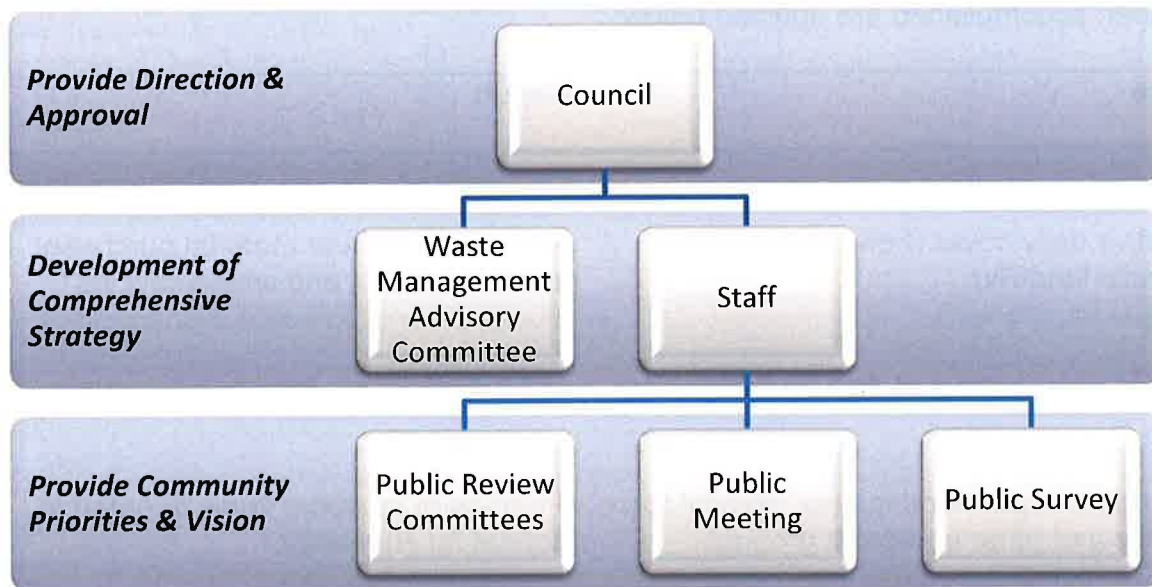 Provide Direction &
Approval
Council
Development of
Comprehensive
Strategy
Waste
Management
Advisory
Committee
Staff
Provide Community
Priorities & Vision
Public Review
Committees
Public
Meeting
Public Survey